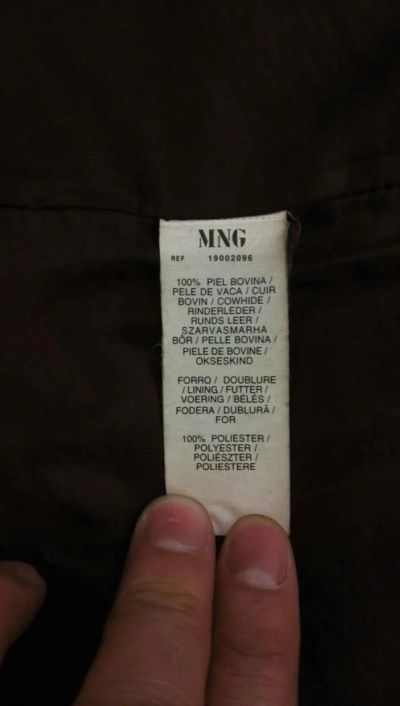 MNG
REF 19002096
100% PIEL BOVINA /
PELE DE VACA / CUIR
BOVIN / COWHIDE /
RINDERLEDER /
RUNDS LEER /
SZARVASMARHA
BŐR / PELLE BOVINA /
PIELE DE BOVINE /
OKSESKIND
FORRO / DOUBLURE
/ LINING / FUTTER /
VOERING / BÉLÉS /
FODERA / DUBLURĂ /
FOR
100% POLIESTER /
POLYESTER /
POLIÉSZTER /
POLIESTERE